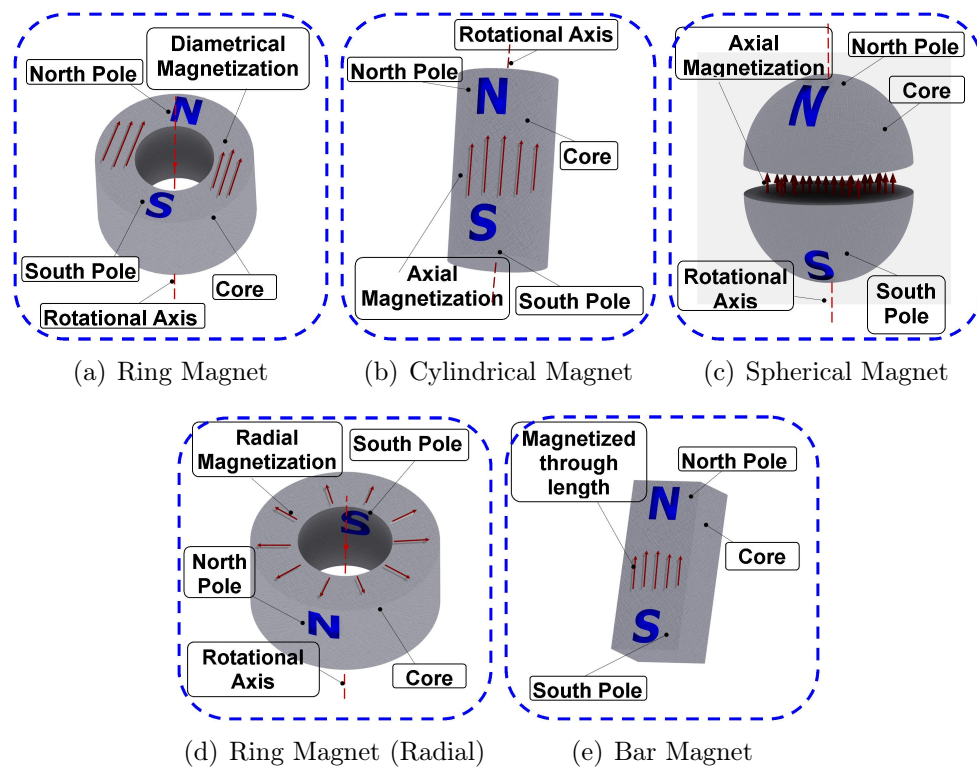 Diametrical
Magnetization
North Pole
N
S
South Pole
Core
Rotational Axis
(a) Ring Magnet
Rotational Axis
North Pole
N
Core
S
Axial
Magnetization
South Pole
(b) Cylindrical Magnet
Axial
Magnetization
North Pole
N
Core
S
Rotational
Axis
South
Pole
(c) Spherical Magnet
Radial
Magnetization
South Pole
S
North
Pole
N
Rotational
Axis
Core
(d) Ring Magnet (Radial)
Magnetized
through
length
North Pole
N
Core
S
South Pole
(e) Bar Magnet